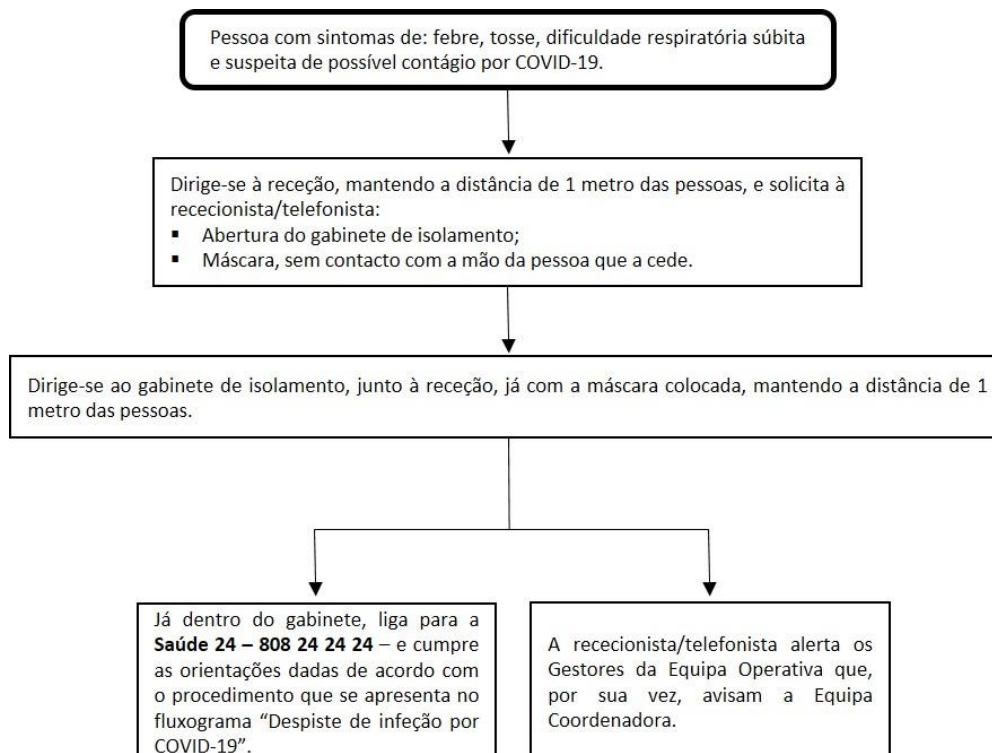 Pessoa com sintomas de: febre, tosse, dificuldade respiratória súbita
e suspeita de possível contágio por COVID-19.
Dirige-se à receção, mantendo a distância de 1 metro das pessoas, e solicita à
rececionista/telefonista:
▪ Abertura do gabinete de isolamento;
▪ Máscara, sem contacto com a mão da pessoa que a cede.
Dirige-se ao gabinete de isolamento, junto à receção, já com a máscara colocada, mantendo a distância de 1
metro das pessoas.
Já dentro do gabinete, liga para a
Saúde 24 – 808 24 24 24 – e cumpre
as orientações dadas de acordo com
o procedimento que se apresenta no
fluxograma “Despiste de infeção por
COVID-19”.
A rececionista/telefonista alerta os
Gestores da Equipa Operativa que,
por sua vez, avisam a Equipa
Coordenadora.